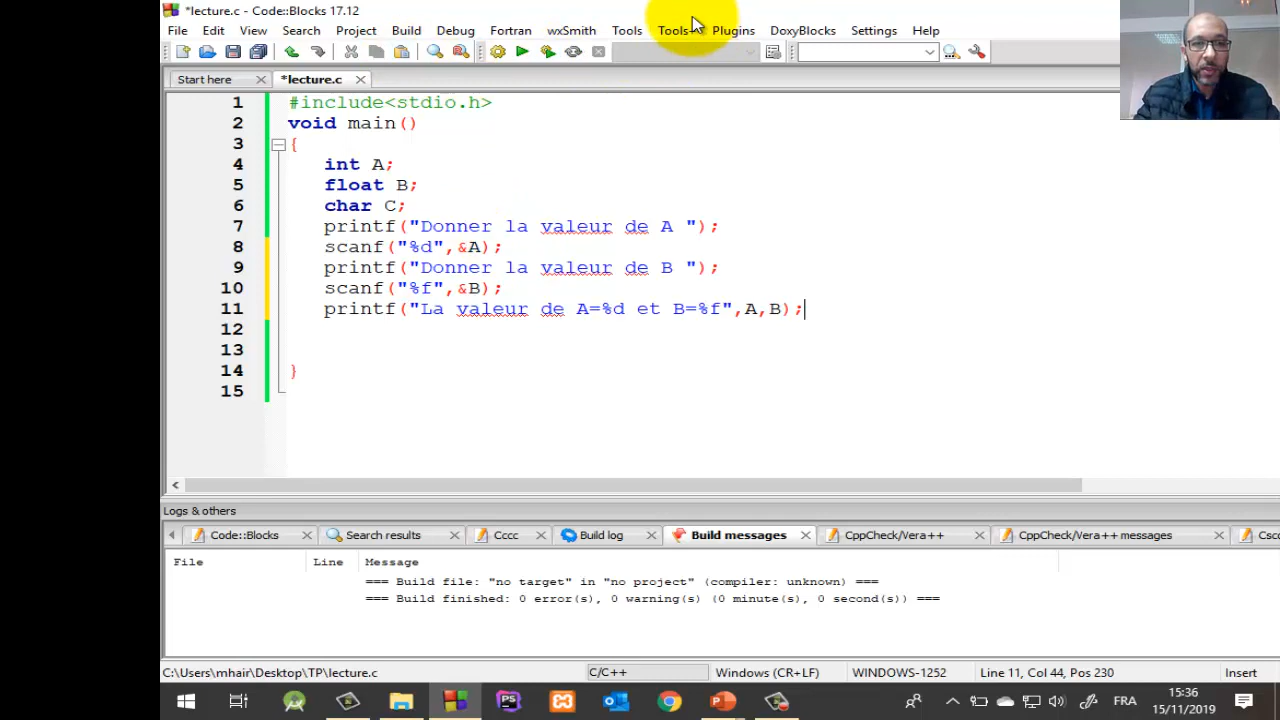 *lecture.c - Code::Blocks 17.12
File Edit View Search Project Build Debug Fortran wxSmith Tools Tools+ Plugins DoxyBlocks Settings Help
Start here *lecture.c
1 #include<stdio.h>
2 void main()
3 {
4 int A;
5 float B;
6 char C;
7 printf("Donner la valeur de A ");
8 scanf("%d",&A);
9 printf("Donner la valeur de B ");
10 scanf("%f",&B);
11 printf("La valeur de A=%d et B=%f",A,B);
12
13
14 }
15
Logs & others
Code::Blocks Search results Cccc Build log Build messages CppCheck/Vera++ CppCheck/Vera++ messages Csco
File Line Message
=== Build file: "no target" in "no project" (compiler: unknown) ===
=== Build finished: 0 error(s), 0 warning(s) (0 minute(s), 0 second(s)) ===
C:\Users\mhair\Desktop\TP\lecture.c C/C++ Windows (CR+LF) WINDOWS-1252 Line 11, Col 44, Pos 230 Insert
PS FRA 15:36
15/11/2019